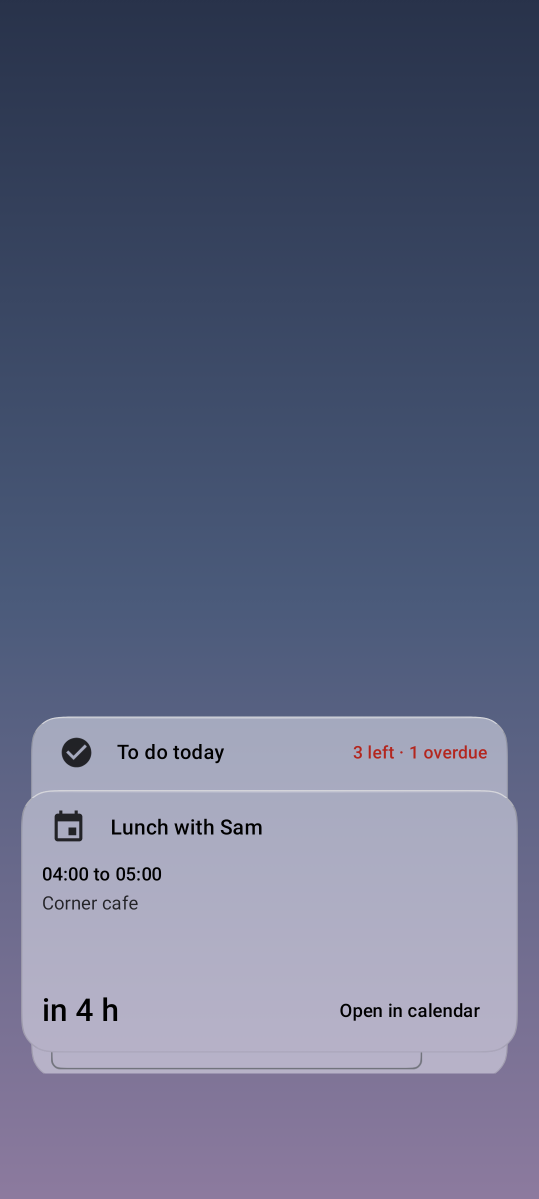 To do today
3 left · 1 overdue
Lunch with Sam
04:00 to 05:00
Corner cafe
in 4 h
Open in calendar